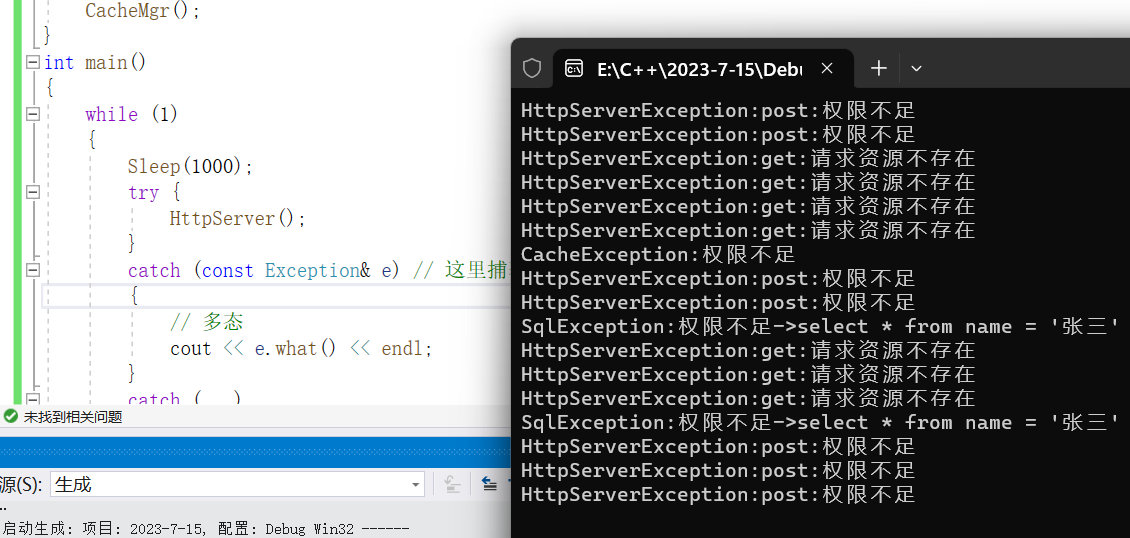 CacheMgr();
}
int main()
{
while (1)
{
Sleep(1000);
try {
HttpServer();
}
catch (const Exception& e) // 这里捕
{
// 多态
cout << e.what() << endl;
}
catch (...)
未找到相关问题
源(S): 生成
启动生成: 项目: 2023-7-15, 配置: Debug Win32 ------
E:\C++\2023-7-15\Debu
HttpServerException:post:权限不足
HttpServerException:post:权限不足
HttpServerException:get:请求资源不存在
HttpServerException:get:请求资源不存在
HttpServerException:get:请求资源不存在
HttpServerException:get:请求资源不存在
CacheException:权限不足
HttpServerException:post:权限不足
HttpServerException:post:权限不足
SqlException:权限不足->select * from name = '张三'
HttpServerException:get:请求资源不存在
HttpServerException:get:请求资源不存在
HttpServerException:get:请求资源不存在
SqlException:权限不足->select * from name = '张三'
HttpServerException:post:权限不足
HttpServerException:post:权限不足
HttpServerException:post:权限不足